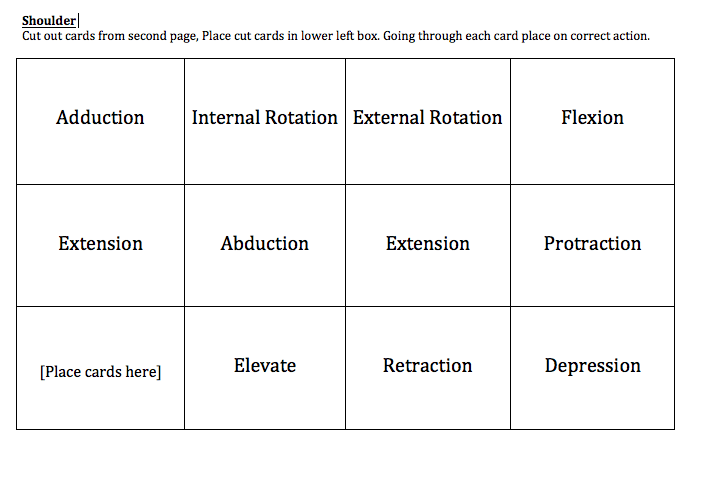 Shoulder
Cut out cards from second page, Place cut cards in lower left box. Going through each card place on correct action.
Adduction
Internal Rotation
External Rotation
Flexion
Extension
Abduction
Extension
Protraction
[Place cards here]
Elevate
Retraction
Depression